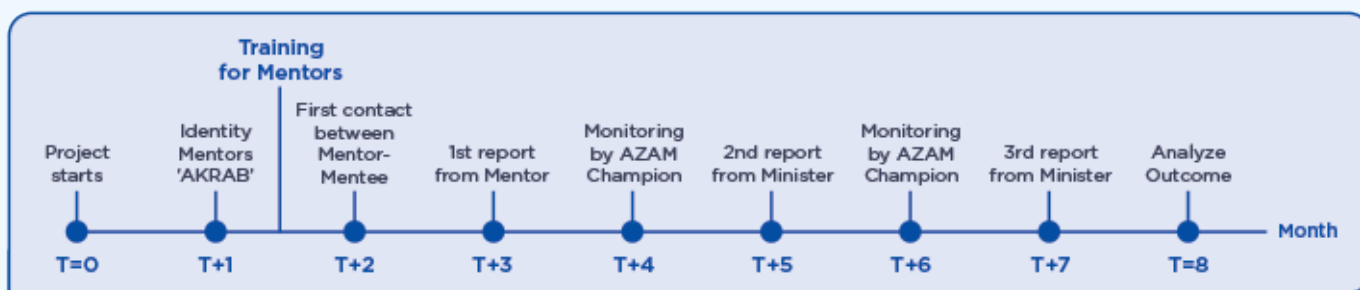 Training
for Mentors
Project
starts
Identity
Mentors
'AKRAB'
First contact
between
Mentor-
Mentee
1st report
from Mentor
Monitoring
by AZAM
Champion
2nd report
from Minister
Monitoring
by AZAM
Champion
3rd report
from Minister
Analyze
Outcome
Month
T=0
T+1
T+2
T+3
T+4
T+5
T+6
T+7
T=8